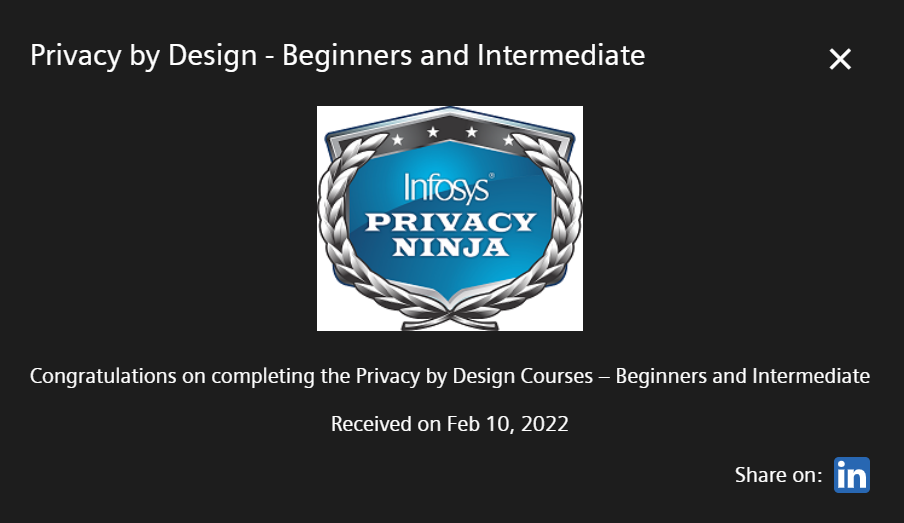 Privacy by Design - Beginners and Intermediate
Infosys®
PRIVACY
NINJA
Congratulations on completing the Privacy by Design Courses – Beginners and Intermediate
Received on Feb 10, 2022
Share on: in